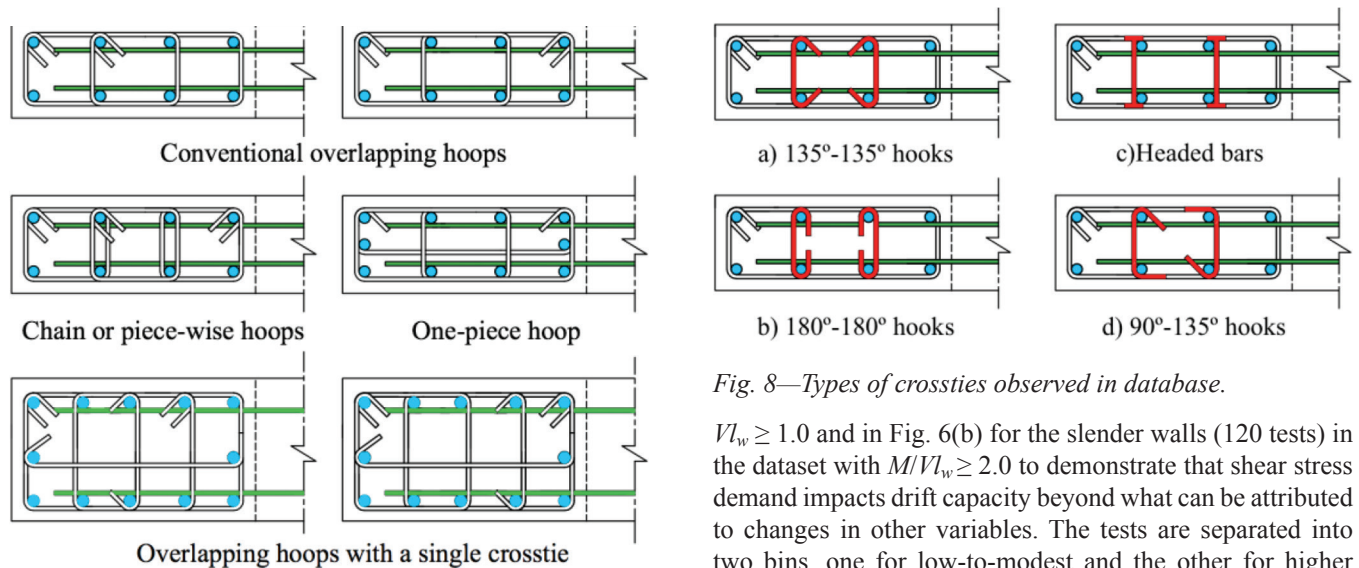 Conventional overlapping hoops
Chain or piece-wise hoops
One-piece hoop
Overlapping hoops with a single crosstie
a) 135º-135º hooks
c)Headed bars
b) 180º-180º hooks
d) 90º-135º hooks
Fig. 8—Types of crossties observed in database.
Vl_w ≥ 1.0 and in Fig. 6(b) for the slender walls (120 tests) in
the dataset with M/Vl_w ≥ 2.0 to demonstrate that shear stress
demand impacts drift capacity beyond what can be attributed
to changes in other variables. The tests are separated into
two bins, one for low-to-modest and the other for higher